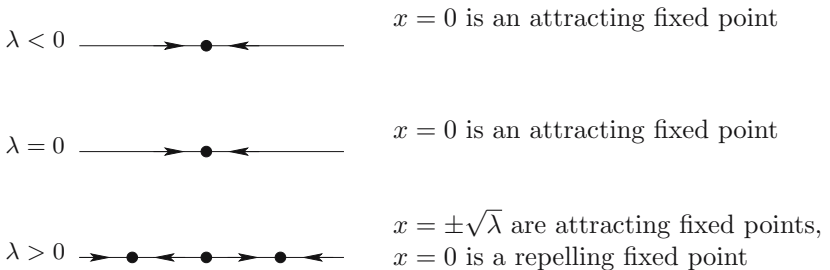 λ < 0 x = 0 is an attracting fixed point
λ = 0 x = 0 is an attracting fixed point
λ > 0 x = ±√λ are attracting fixed points,
x = 0 is a repelling fixed point